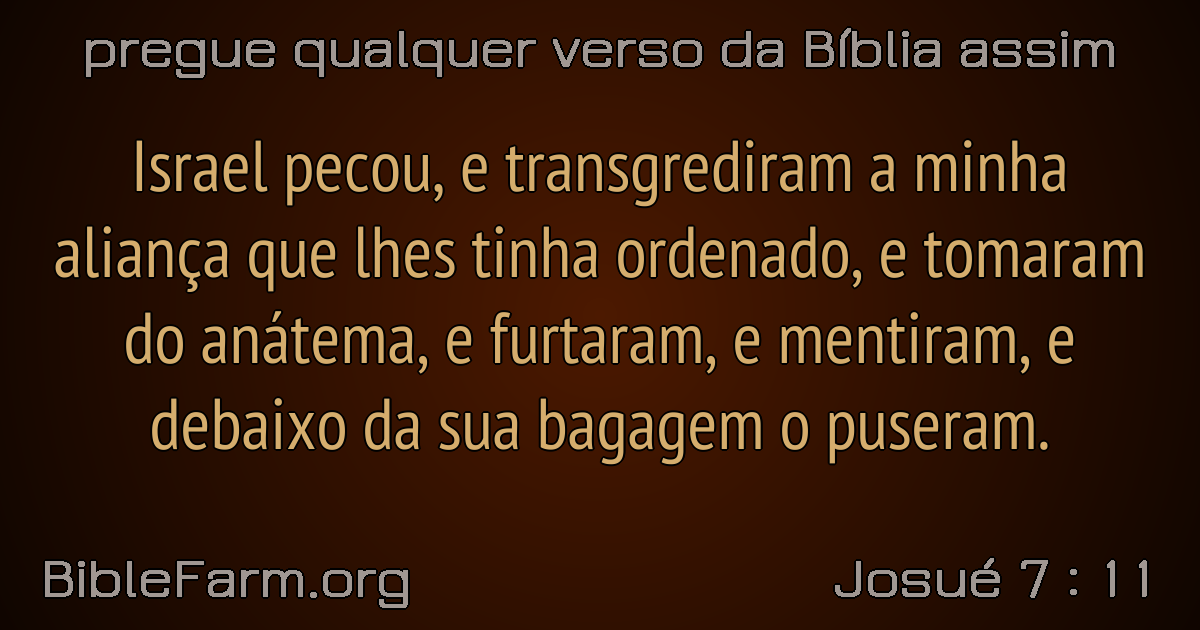 pregue qualquer verso da Bíblia assim
Israel pecou, e transgrediram a minha
aliança que lhes tinha ordenado, e tomaram
do anátema, e furtaram, e mentiram, e
debaixo da sua bagagem o puseram.
BibleFarm.org
Josué 7 : 11